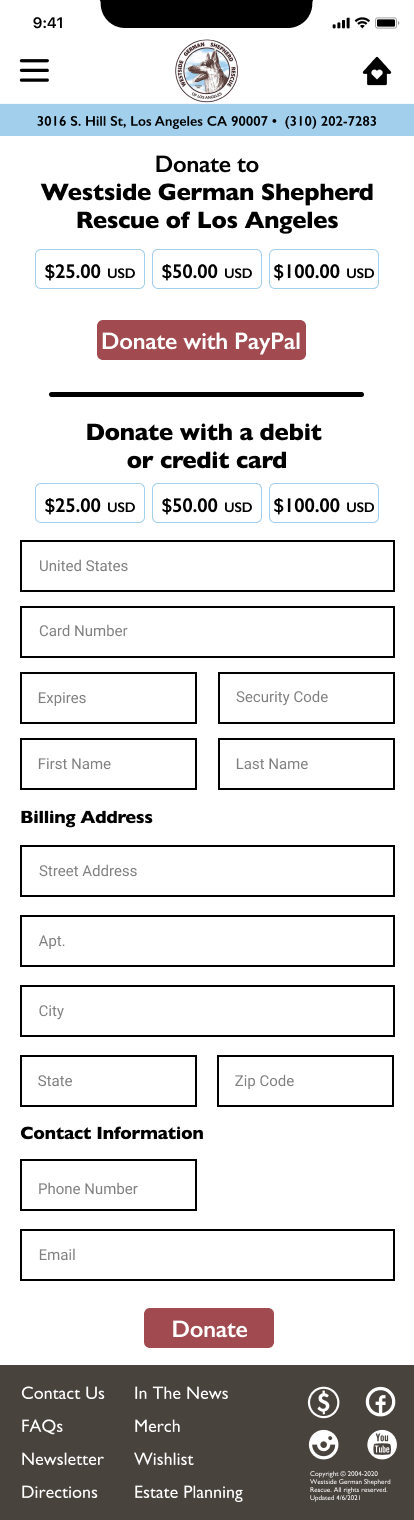 9:41
WESTSIDE GERMAN SHEPHERD RESCUE
OF LOS ANGELES
3016 S. Hill St, Los Angeles CA 90007 • (310) 202-7283
Donate to
Westside German Shepherd
Rescue of Los Angeles
$25.00 USD $50.00 USD $100.00 USD
Donate with PayPal
Donate with a debit
or credit card
$25.00 USD $50.00 USD $100.00 USD
United States
Card Number
Expires Security Code
First Name Last Name
Billing Address
Street Address
Apt.
City
State Zip Code
Contact Information
Phone Number
Email
Donate
Contact Us In The News
FAQs Merch
Newsletter Wishlist
Directions Estate Planning
$ f
You
Tube
Copyright © 2004-2020
Westside German Shepherd
Rescue. All rights reserved.
Updated 4/6/2021